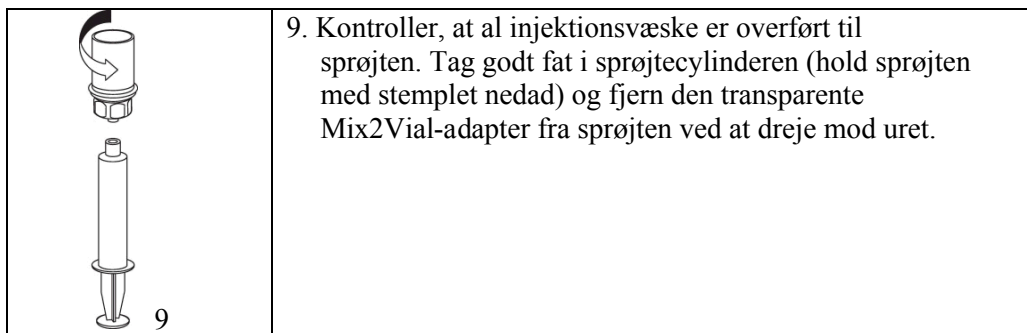 9. Kontroller, at al injektionsvæske er overført til
sprøjten. Tag godt fat i sprøjtecylinderen (hold sprøjten
med stemplet nedad) og fjern den transparente
Mix2Vial-adapter fra sprøjten ved at dreje mod uret.
9